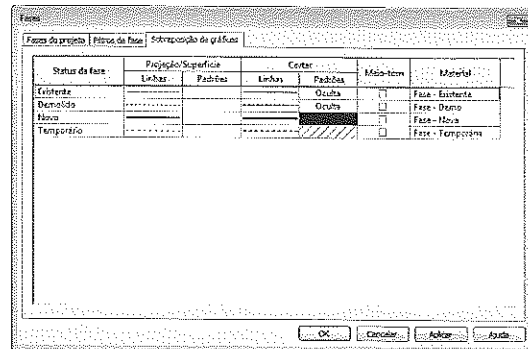 Fases
Fases do projeto Filtros da fase Sobreposição de gráficos
Status da fase Projeção/Superfície Cortar Meio-tom Material
Linhas Padrões Linhas Padrões
Existente Oculta Fase - Existente
Demolido Oculta Fase - Demo
Novo Fase - Nova
Temporário Fase - Temporária
OK Cancelar Aplicar Ajuda